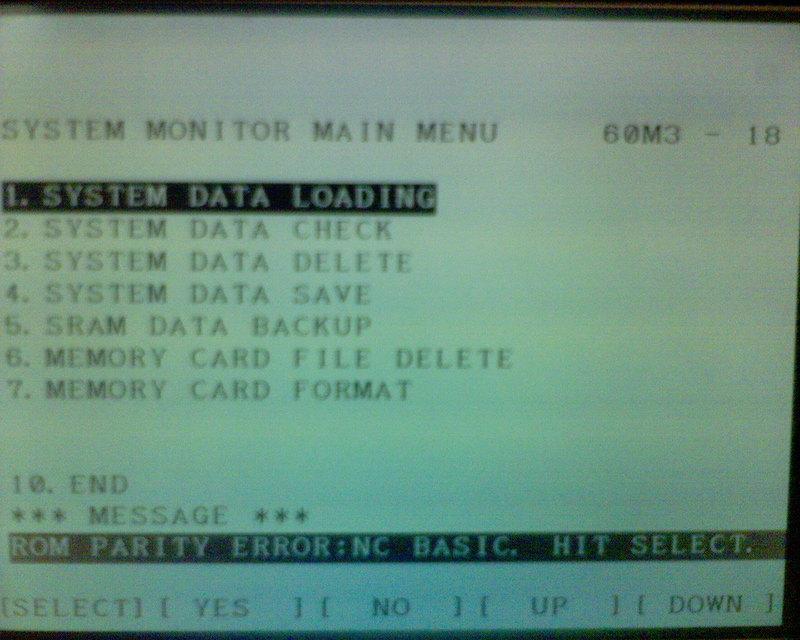 SYSTEM MONITOR MAIN MENU 60M3 - 18
1. SYSTEM DATA LOADING
2. SYSTEM DATA CHECK
3. SYSTEM DATA DELETE
4. SYSTEM DATA SAVE
5. SRAM DATA BACKUP
6. MEMORY CARD FILE DELETE
7. MEMORY CARD FORMAT
10. END
*** MESSAGE ***
ROM PARITY ERROR:NC BASIC. HIT SELECT.
[SELECT] [ YES ] [ NO ] [ UP ] [ DOWN ]